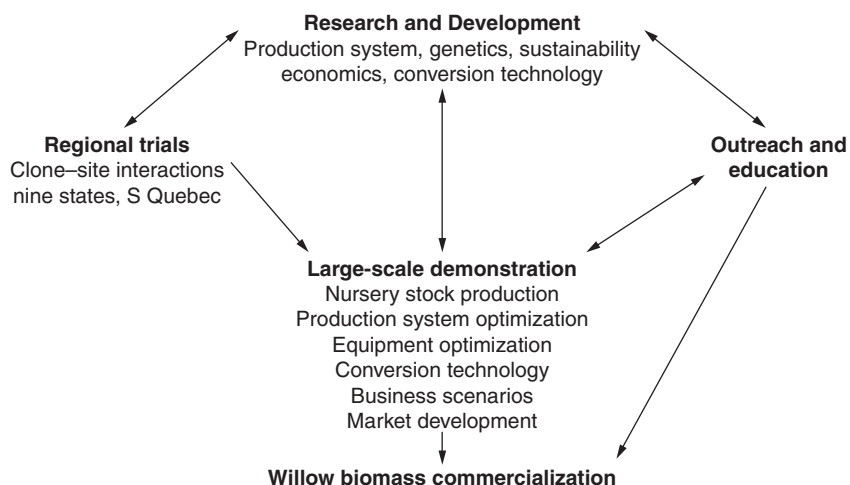 Research and Development
Production system, genetics, sustainability
economics, conversion technology
Regional trials
Clone–site interactions
nine states, S Quebec
Outreach and
education
Large-scale demonstration
Nursery stock production
Production system optimization
Equipment optimization
Conversion technology
Business scenarios
Market development
Willow biomass commercialization